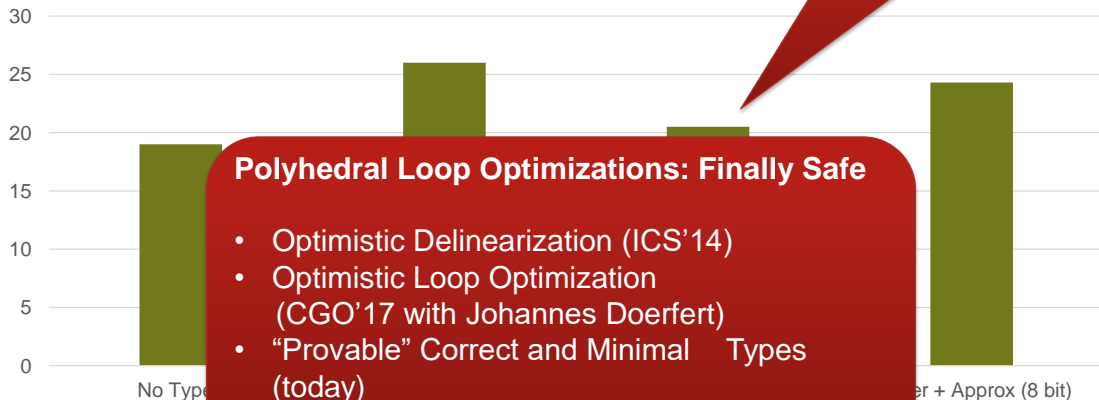 30
25
20
15
10
5
0
Polyhedral Loop Optimizations: Finally Safe
• Optimistic Delinearization (ICS’14)
• Optimistic Loop Optimization
(CGO’17 with Johannes Doerfert)
• “Provable” Correct and Minimal Types
(today)
No Type
er + Approx (8 bit)